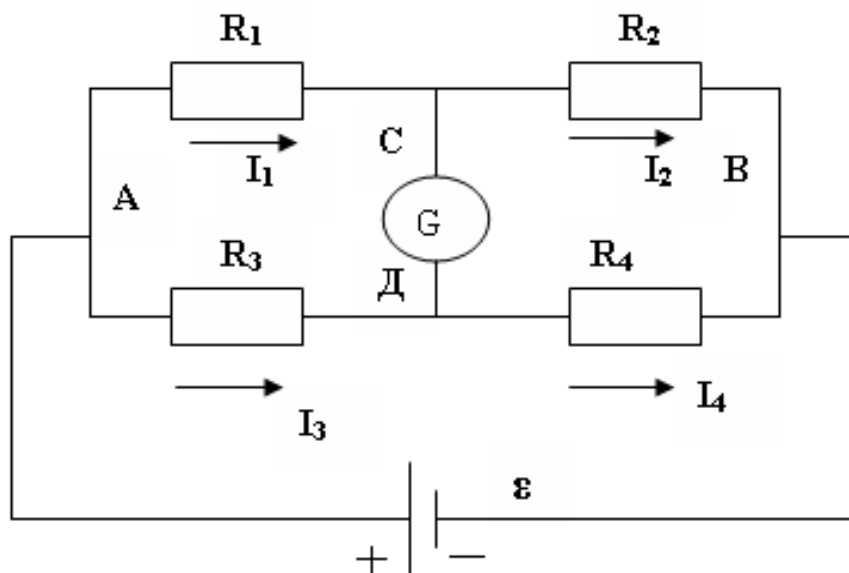 R₁ R₂
С
I₁ I₂ В
А
G
R₃ Д R₄
I₃ I₄
ε
+ −